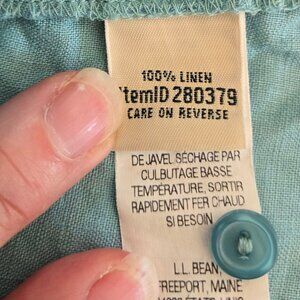 100% LINEN
ItemID 280379
CARE ON REVERSE
DE JAVEL SÉCHAGE PAR
CULBUTAGE BASSE
TEMPÉRATURE, SORTIR
RAPIDEMENT FER CHAUD
SI BESOIN
L.L. BEAN,
FREEPORT, MAINE